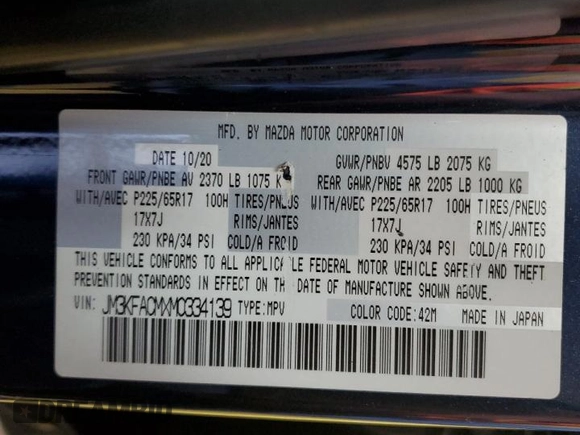 MFD. BY MAZDA MOTOR CORPORATION
DATE 10/20 GVWR/PNBV 4575 LB 2075 KG
FRONT GAWR/PNBE AV 2370 LB 1075 K REAR GAWR/PNBE AR 2205 LB 1000 KG
WITH/AVEC P225/65R17 100H TIRES/PNEUS WITH/AVEC P225/65R17 100H TIRES/PNEUS
17X7J RIMS/JANTES 17X7J RIMS/JANTES
230 KPA/34 PSI COLD/A FROID 230 KPA/34 PSI COLD/A FROID
THIS VEHICLE CONFORMS TO ALL APPLICABLE FEDERAL MOTOR VEHICLE SAFETY AND THEFT
PREVENTION STANDARDS IN EFFECT ON THE DATE OF MANUFACTURE SHOWN ABOVE.
VIN: JM3KFACMXM0334139 TYPE:MPV COLOR CODE:42M MADE IN JAPAN